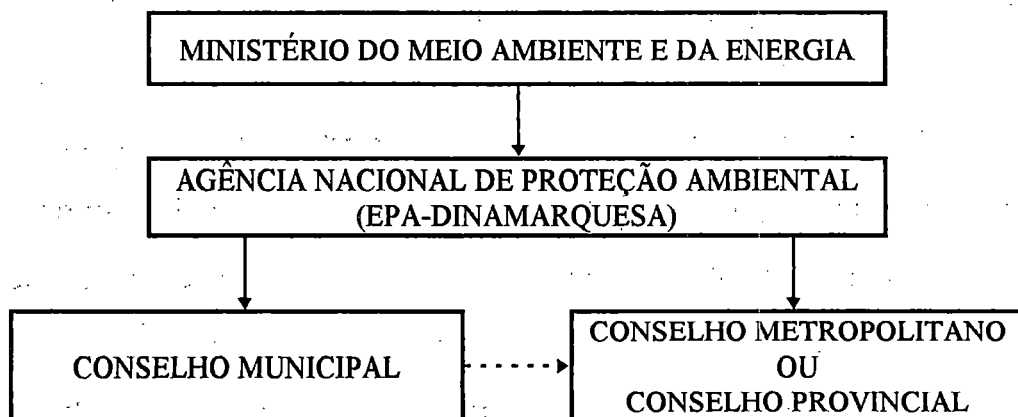 MINISTÉRIO DO MEIO AMBIENTE E DA ENERGIA
AGÊNCIA NACIONAL DE PROTEÇÃO AMBIENTAL
(EPA-DINAMARQUESA)
CONSELHO MUNICIPAL
CONSELHO METROPOLITANO
OU
CONSELHO PROVINCIAL